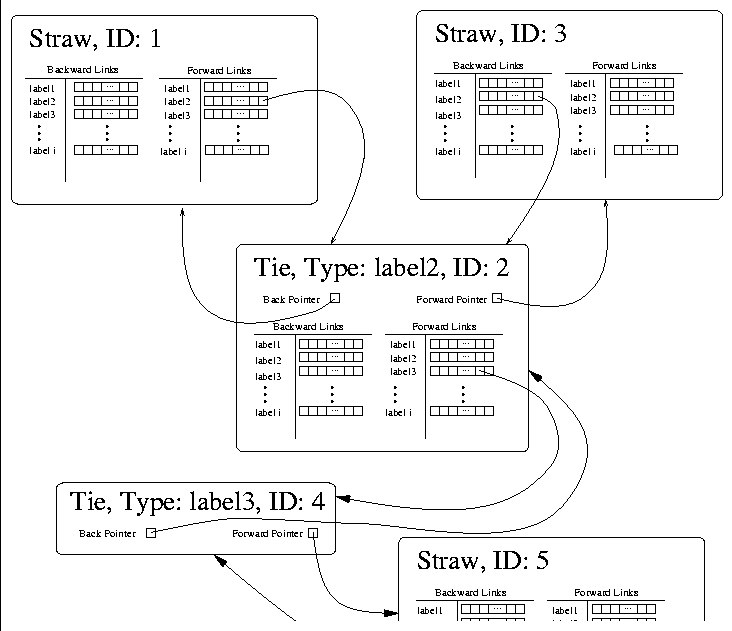 Straw, ID: 1
Backward Links Forward Links
label1 label1
label2 label2
label3 label3
label i label i
Straw, ID: 3
Backward Links Forward Links
label1 label1
label2 label2
label3 label3
label i label i
Tie, Type: label2, ID: 2
Back Pointer Forward Pointer
Backward Links Forward Links
label1 label1
label2 label2
label3 label3
label i label i
Tie, Type: label3, ID: 4
Back Pointer Forward Pointer
Straw, ID: 5
Backward Links Forward Links
label1 label1